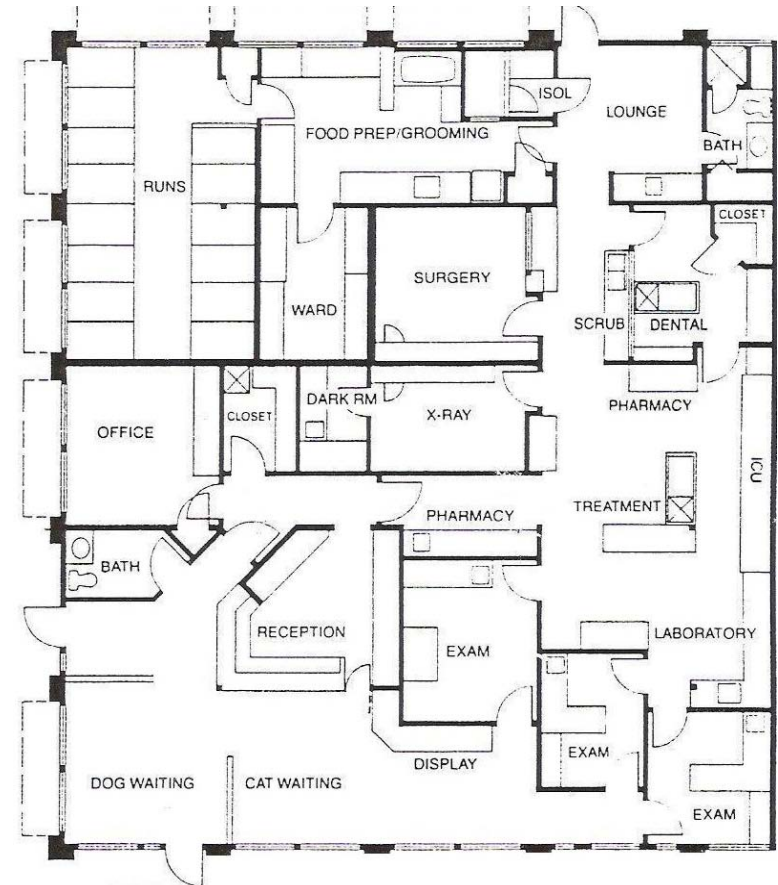 ISOL
LOUNGE
FOOD PREP/GROOMING
BATH
RUNS
CLOSET
SURGERY
WARD
SCRUB
DENTAL
DARK RM
PHARMACY
CLOSET
X-RAY
OFFICE
ICU
TREATMENT
PHARMACY
BATH
RECEPTION
LABORATORY
EXAM
EXAM
DISPLAY
DOG WAITING
CAT WAITING
EXAM